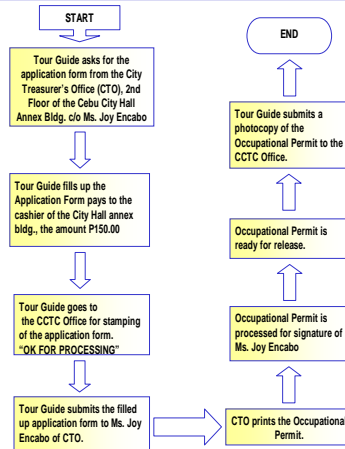 START
Tour Guide asks for the
application form from the City
Treasurer's Office (CTO), 2nd
Floor of the Cebu City Hall
Annex Bldg. c/o Ms. Joy Encabo
Tour Guide fills up the
Application Form pays to the
cashier of the City Hall annex
bldg., the amount P150.00
Tour Guide goes to
the CCTC Office for stamping
of the application form.
"OK FOR PROCESSING"
Tour Guide submits the filled
up application form to Ms. Joy
Encabo of CTO.
CTO prints the Occupational
Permit.
Occupational Permit is
processed for signature of
Ms. Joy Encabo
Occupational Permit is
ready for release.
Tour Guide submits a
photocopy of the
Occupational Permit to the
CCTC Office.
END